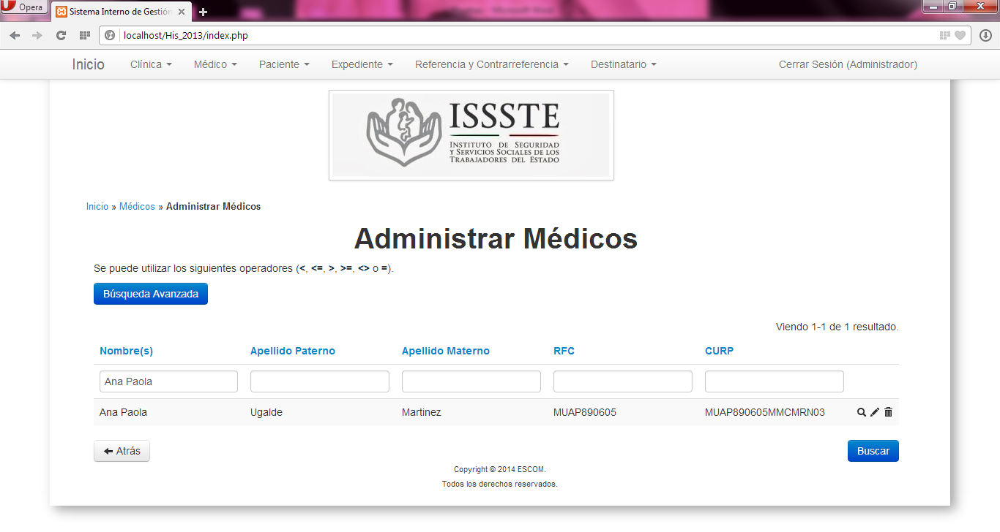 Opera
Sistema Interno de Gestión
localhost/His_2013/index.php
Inicio Clínica Médico Paciente Expediente Referencia y Contrarreferencia Destinatario Cerrar Sesión (Administrador)
ISSSTE
INSTITUTO DE SEGURIDAD
Y SERVICIOS SOCIALES DE LOS
TRABAJADORES DEL ESTADO
Inicio » Médicos » Administrar Médicos
Administrar Médicos
Se puede utilizar los siguientes operadores (<, <=, >, >=, <> o =).
Búsqueda Avanzada
Viendo 1-1 de 1 resultado.
Nombre(s) Apellido Paterno Apellido Materno RFC CURP
Ana Paola
Ana Paola Ugalde Martinez MUAP890605 MUAP890605MMCMRN03
Atrás Buscar
Copyright © 2014 ESCOM.
Todos los derechos reservados.